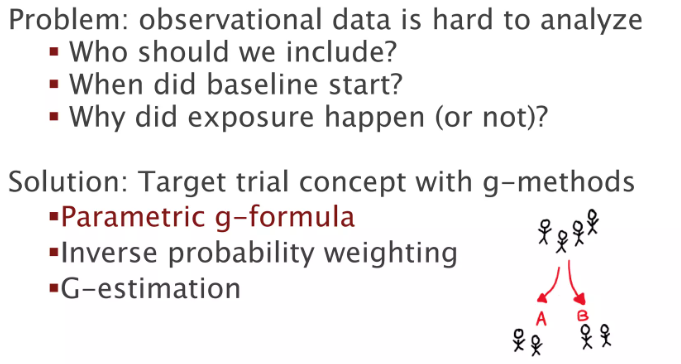 Problem: observational data is hard to analyze
▪ Who should we include?
▪ When did baseline start?
▪ Why did exposure happen (or not)?
Solution: Target trial concept with g-methods
▪Parametric g-formula
▪Inverse probability weighting
▪G-estimation
A B